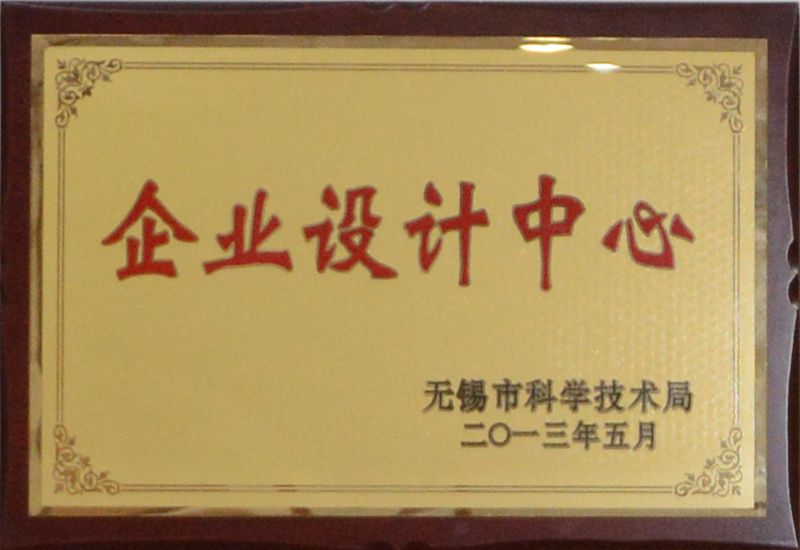 企业设计中心
无锡市科学技术局
二〇一三年五月